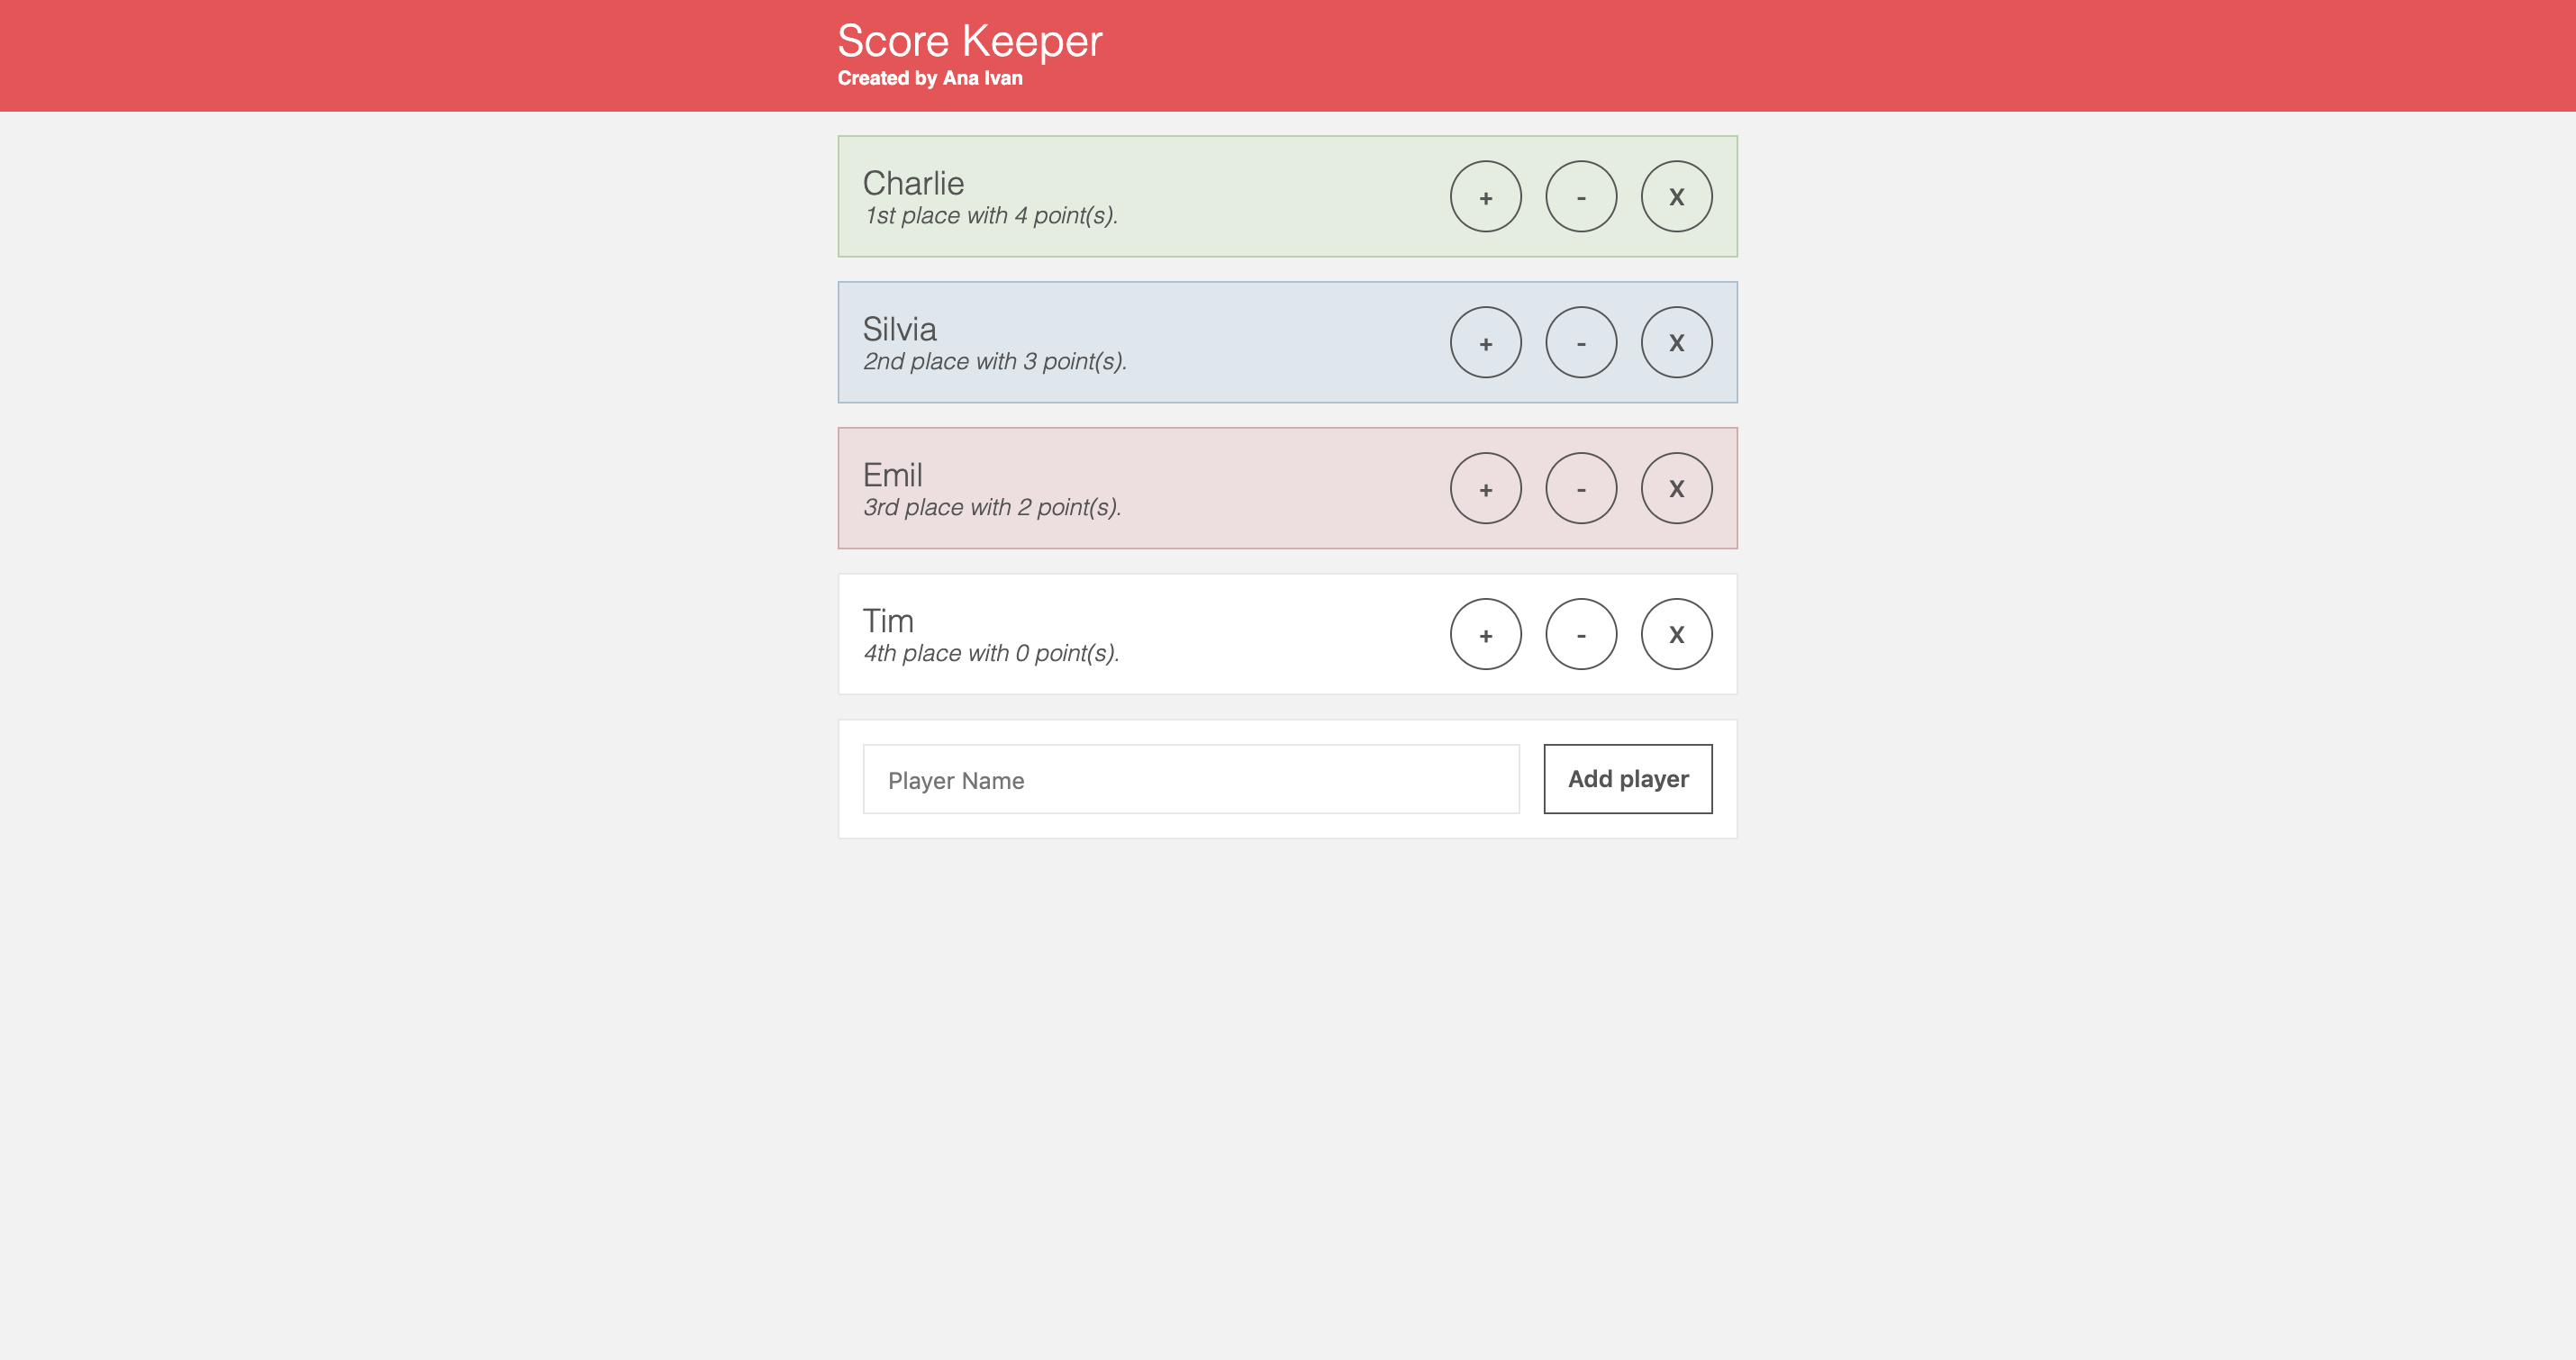 Score Keeper
Created by Ana Ivan
Charlie
1st place with 4 point(s).
+ - X
Silvia
2nd place with 3 point(s).
+ - X
Emil
3rd place with 2 point(s).
+ - X
Tim
4th place with 0 point(s).
+ - X
Player Name
Add player